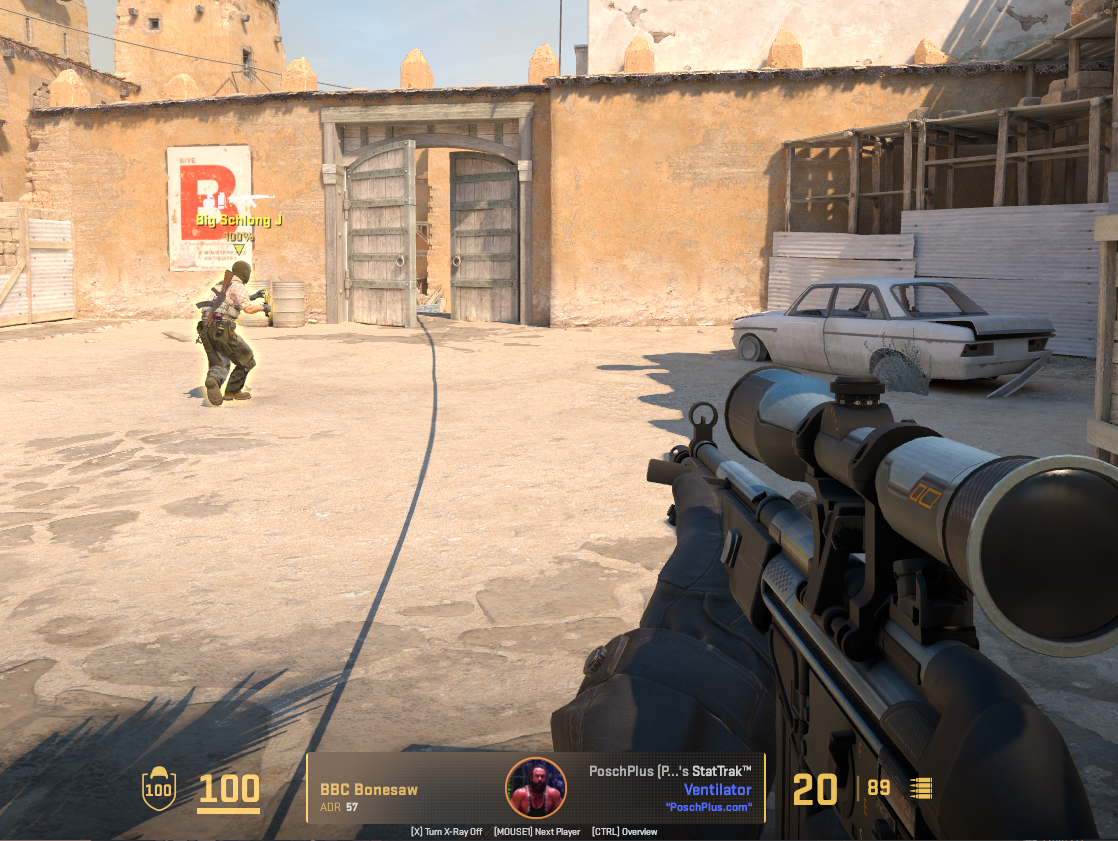 GIVE
B
Big Schlong J
100%
100
100
BBC Bonesaw
ADR 57
PoschPlus (P...'s StatTrak™
Ventilator
"PoschPlus.com"
20
89
[X] Turn X-Ray Off [MOUSE1] Next Player [CTRL] Overview